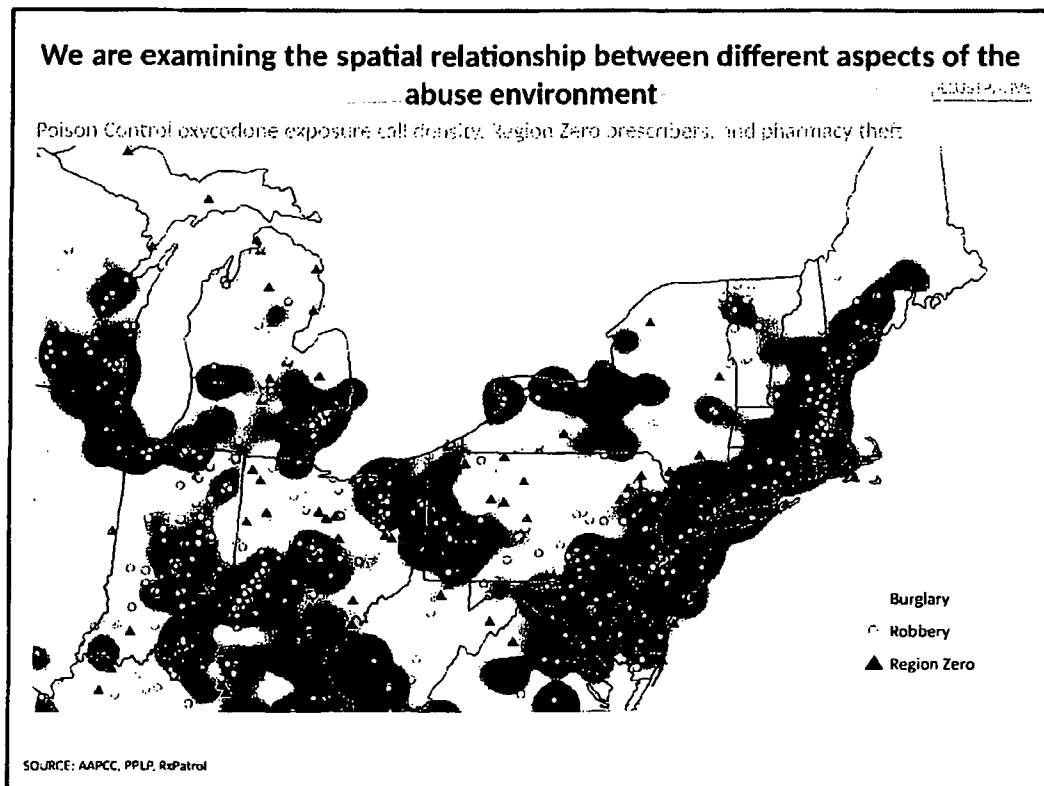 We are examining the spatial relationship between different aspects of the
abuse environment
ILLUSTRATIVE
Poison Control oxycodone exposure call density, Region Zero prescribers, and pharmacy theft
Burglary
Robbery
Region Zero
SOURCE: AAPCC, PPLP, RxPatrol